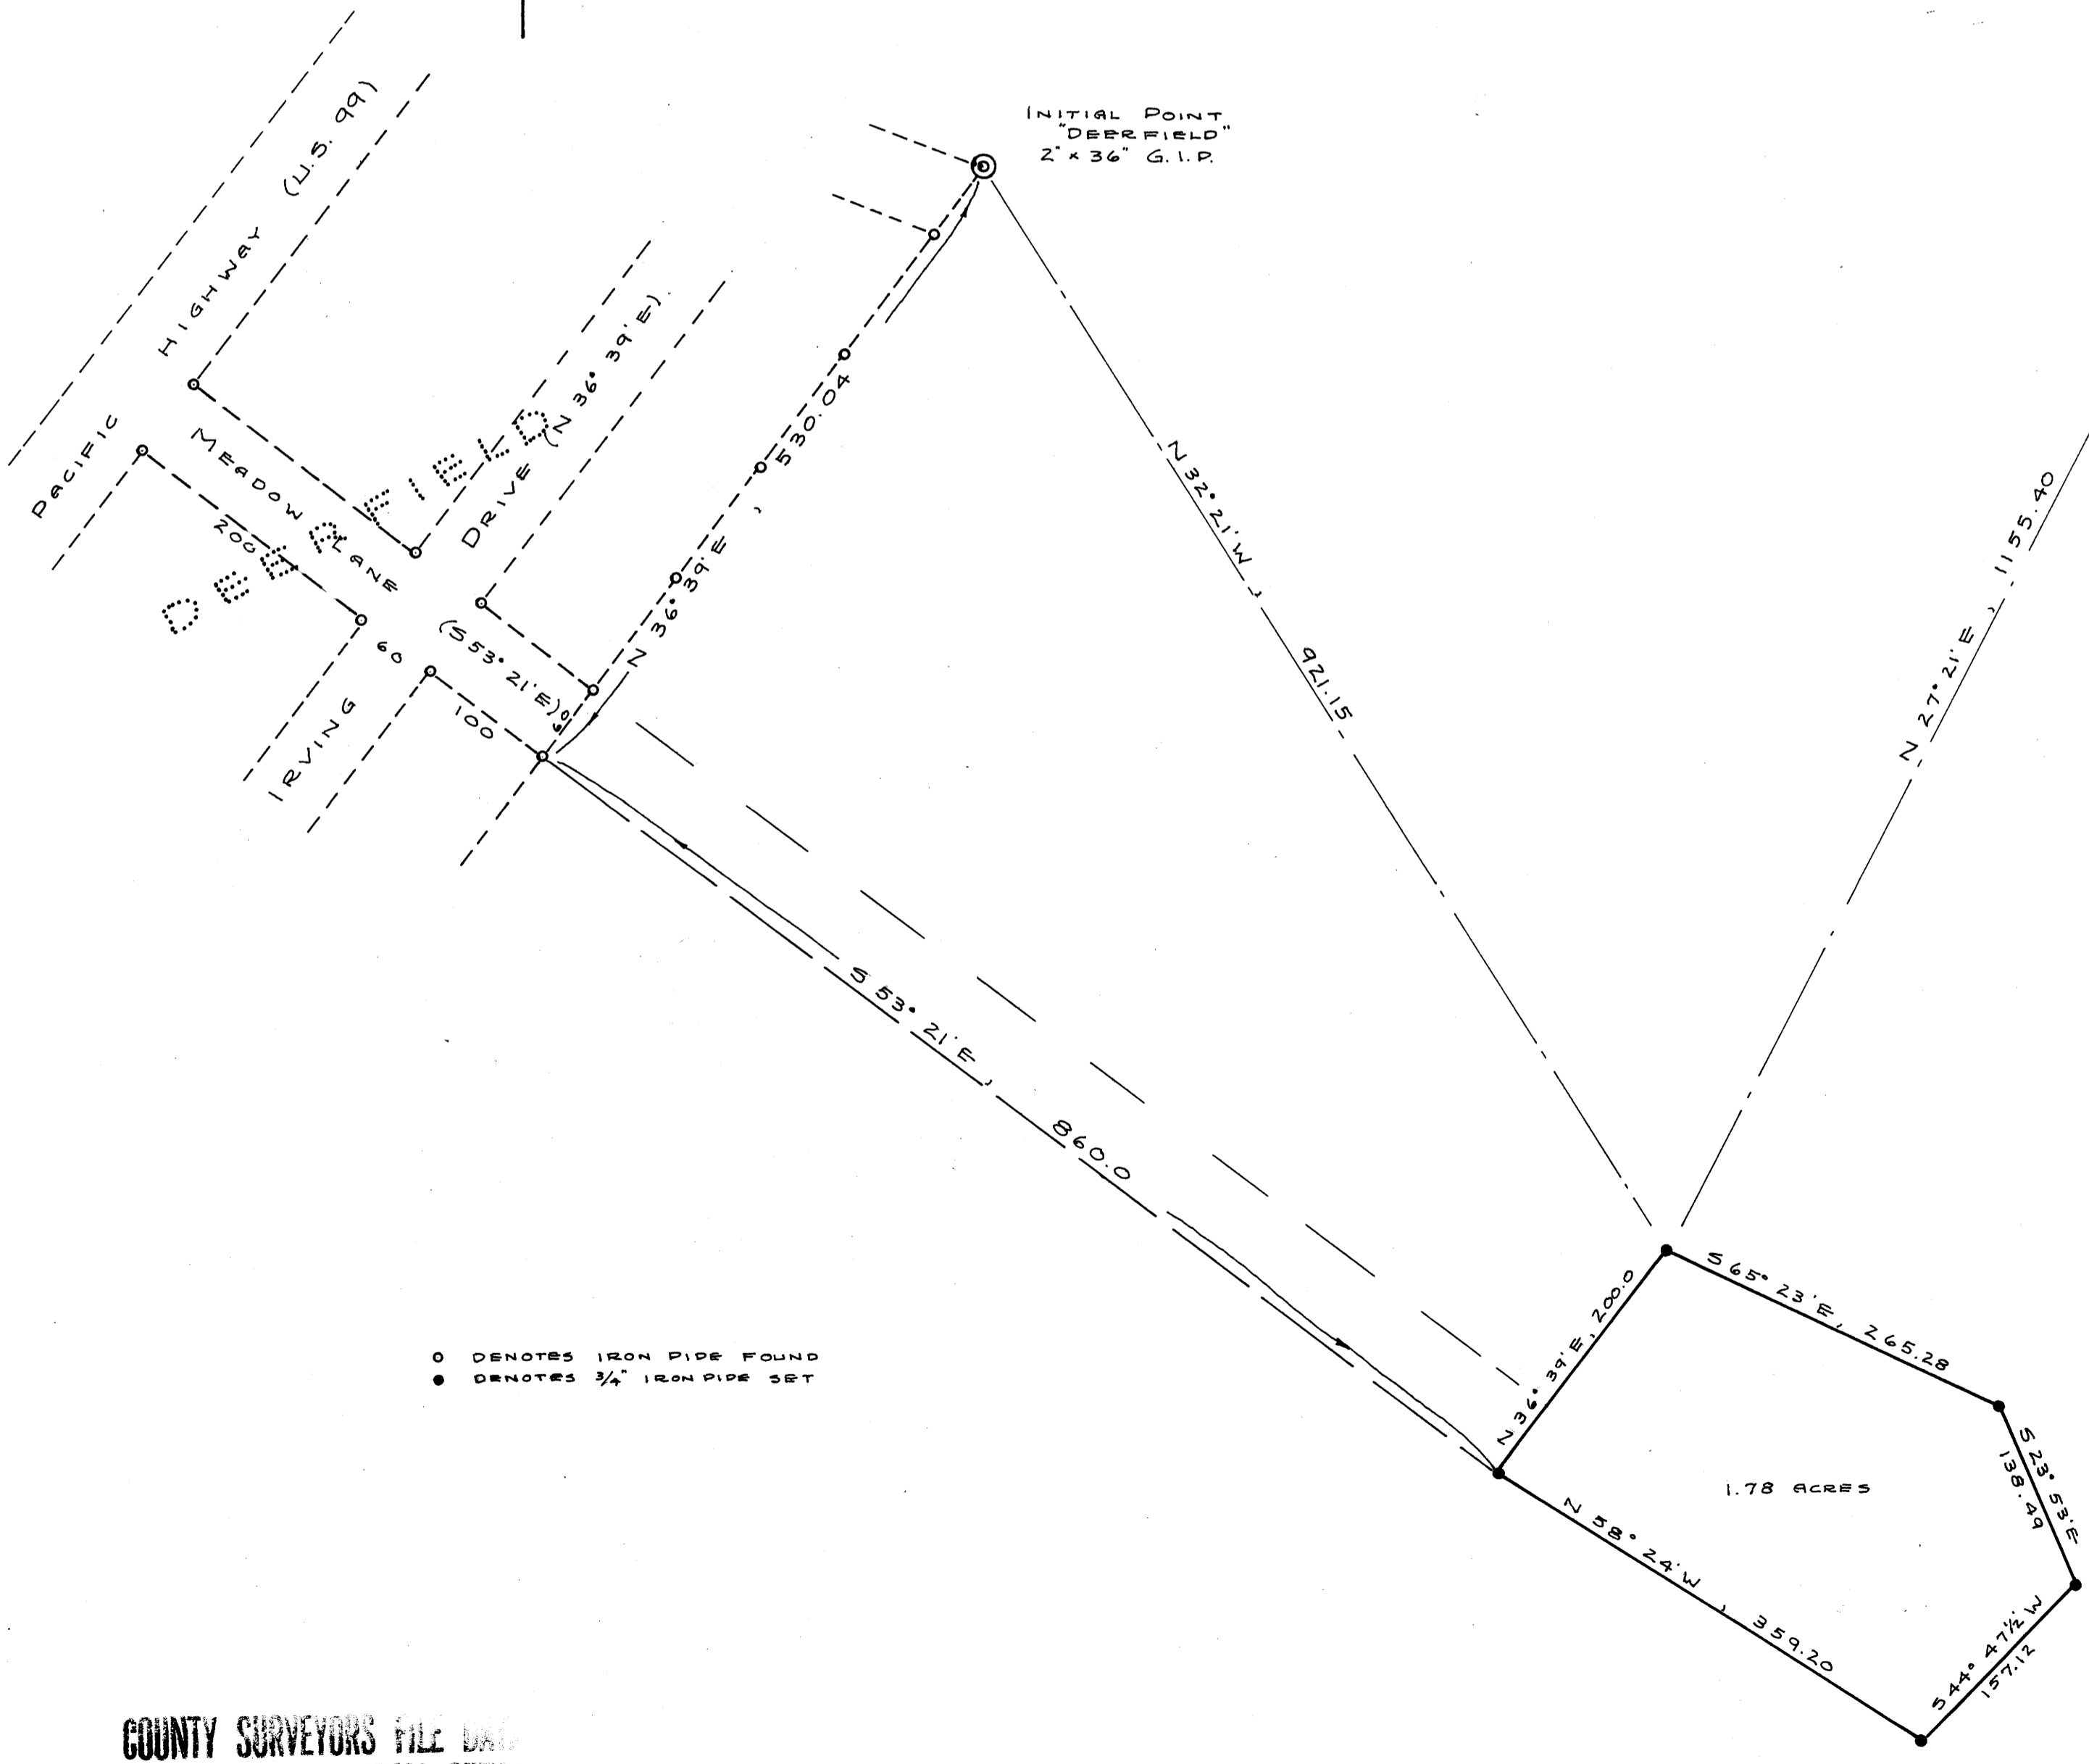 INITIAL POINT
"DEERFIELD"
2" x 36" G.I.P.
PACIFIC HIGHWAY (U.S. 99)
MEADOW LANE (S 53° 21' E)
DEERFIELD
IRVING DRIVE (N 36° 39' E)
200
60
100
60
N 36° 39' E, 530.04
N 32° 21' W, 921.15
N 27° 21' E, 1155.40
S 53° 21' E, 860.0
N 36° 39' E, 200.0
S 65° 23' E, 265.28
S 23° 53' E
138.49
1.78 ACRES
N 58° 24' W, 359.20
S 44° 47½' W
157.12
DENOTES IRON PIPE FOUND
DENOTES 3/4" IRON PIPE SET
COUNTY SURVEYORS FILE